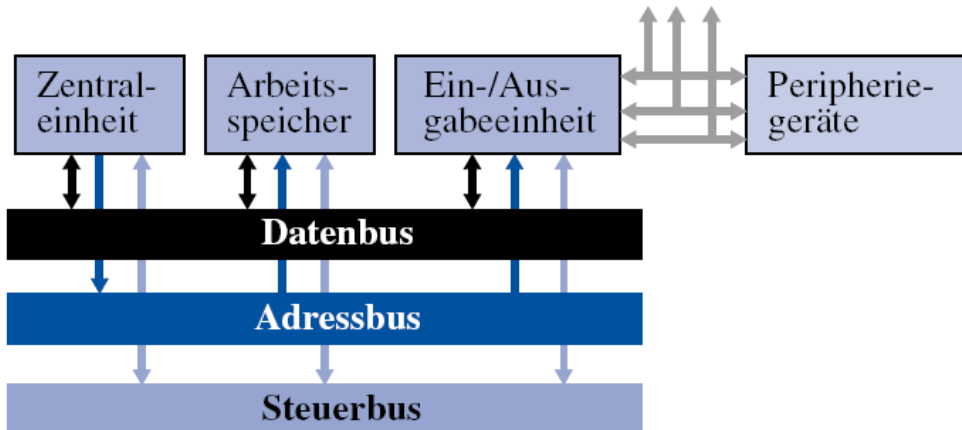 Zentral-
einheit
Arbeits-
speicher
Ein-/Aus-
gabeeinheit
Peripherie-
geräte
Datenbus
Adressbus
Steuerbus